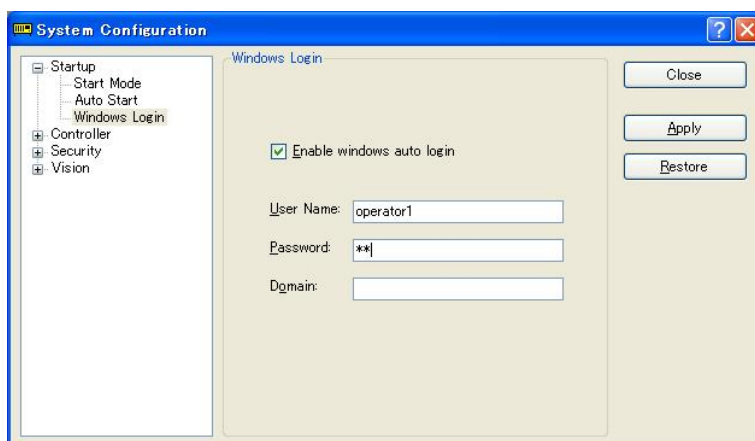 System Configuration
Startup
Start Mode
Auto Start
Windows Login
Controller
Security
Vision
Windows Login
Enable windows auto login
User Name: operator1
Password: **
Domain:
Close
Apply
Restore